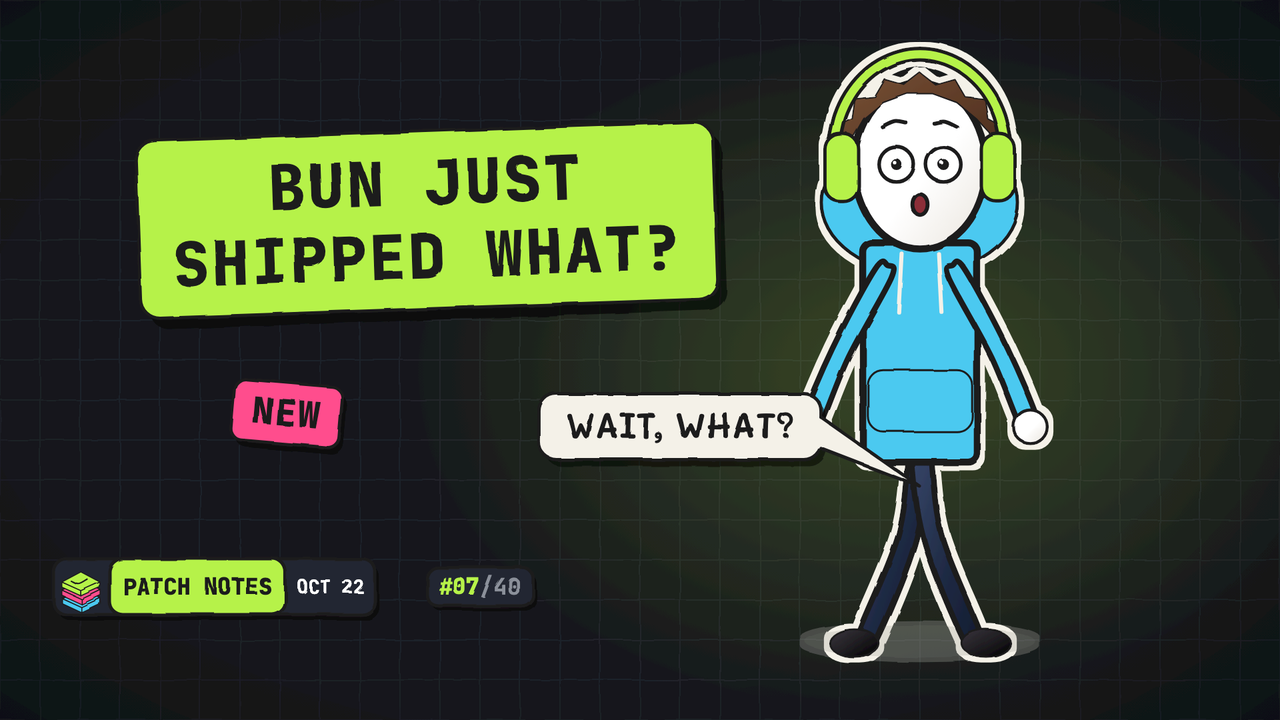 BUN JUST
SHIPPED WHAT?
NEW
WAIT, WHAT?
PATCH NOTES OCT 22
#07/40